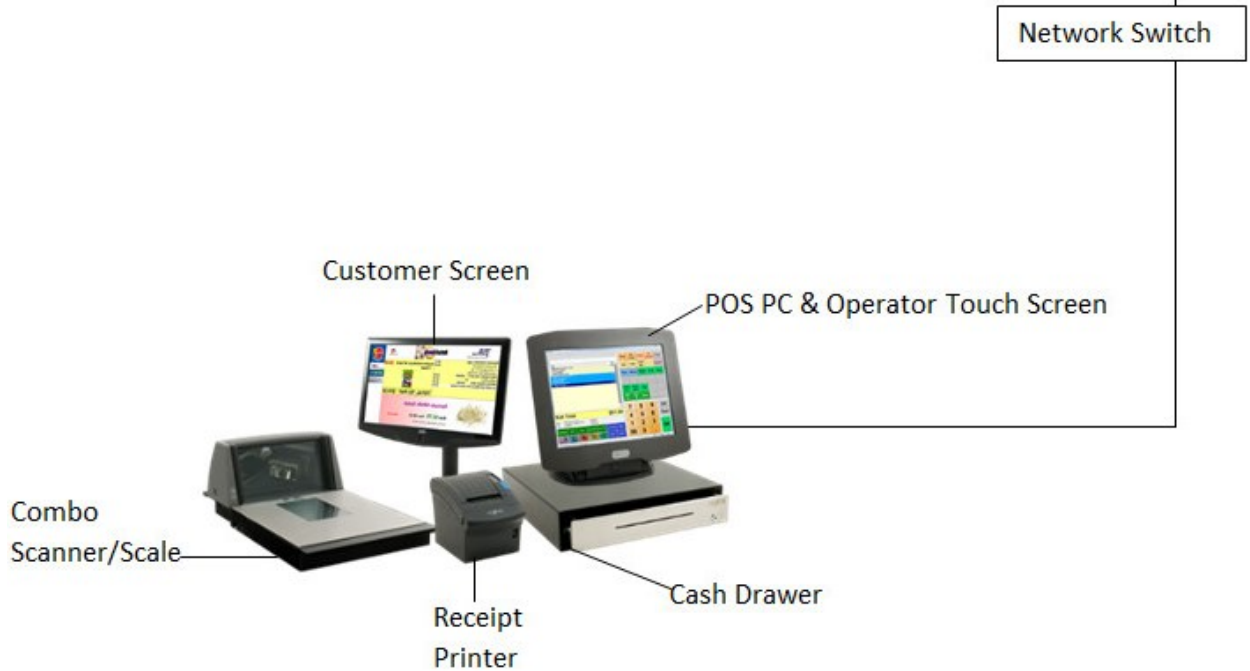 Network Switch
Customer Screen
POS PC & Operator Touch Screen
Combo
Scanner/Scale
Cash Drawer
Receipt
Printer